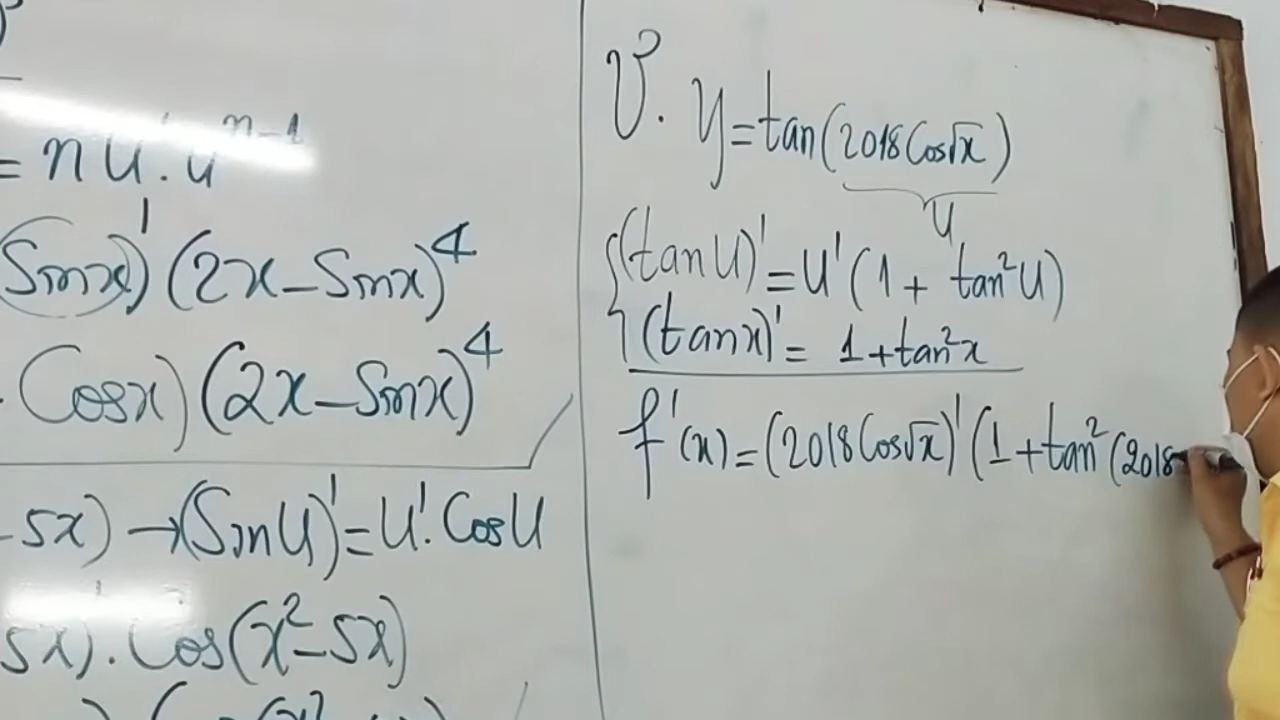 = n U'. U^{n-1}
Sinx)' (2x-Sinx)^4
Cosx) (2x-Sinx)^4
-5x) → (Sin U)' = U'. Cos U
5x)'. Cos(x²-5x)
y = tan(2018 Cos√x)
U
(tan U)' = U' (1 + tan² U)
(tan x)' = 1 + tan² x
f'(x) = (2018 Cos√x)' (1 + tan² (2018